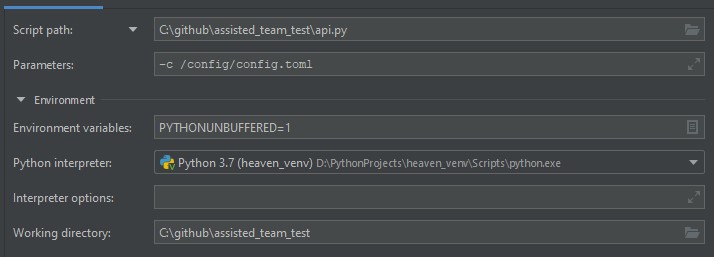 Script path: C:\github\assisted_team_test\api.py
Parameters: -c /config/config.toml
Environment
Environment variables: PYTHONUNBUFFERED=1
Python interpreter: Python 3.7 (heaven_venv) D:\PythonProjects\heaven_venv\Scripts\python.exe
Interpreter options:
Working directory: C:\github\assisted_team_test